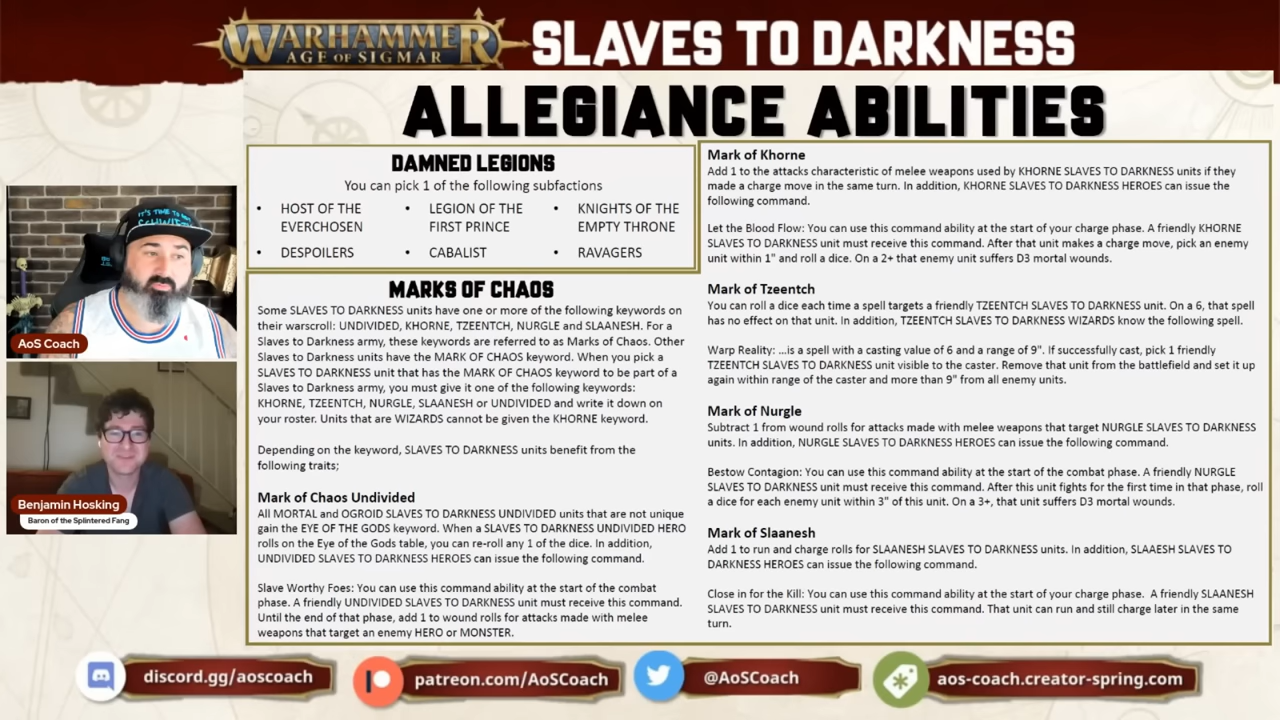 WARHAMMER
AGE OF SIGMAR
SLAVES TO DARKNESS
ALLEGIANCE ABILITIES
DAMNED LEGIONS
You can pick 1 of the following subfactions
• HOST OF THE EVERCHOSEN
• LEGION OF THE FIRST PRINCE
• KNIGHTS OF THE EMPTY THRONE
• DESPOILERS
• CABALIST
• RAVAGERS
MARKS OF CHAOS
Some SLAVES TO DARKNESS units have one or more of the following keywords on
their warscroll: UNDIVIDED, KHORNE, TZEENTCH, NURGLE and SLAANESH. For a
Slaves to Darkness army, these keywords are referred to as Marks of Chaos. Other
Slaves to Darkness units have the MARK OF CHAOS keyword. When you pick a
SLAVES TO DARKNESS unit that has the MARK OF CHAOS keyword to be part of a
Slaves to Darkness army, you must give it one of the following keywords:
KHORNE, TZEENTCH, NURGLE, SLAANESH or UNDIVIDED and write it down on
your roster. Units that are WIZARDS cannot be given the KHORNE keyword.
Depending on the keyword, SLAVES TO DARKNESS units benefit from the
following traits;
Mark of Chaos Undivided
All MORTAL and OGROID SLAVES TO DARKNESS UNDIVIDED units that are not unique
gain the EYE OF THE GODS keyword. When a SLAVES TO DARKNESS UNDIVIDED HERO
rolls on the Eye of the Gods table, you can re-roll any 1 of the dice. In addition,
UNDIVIDED SLAVES TO DARKNESS HEROES can issue the following command.
Slave Worthy Foes: You can use this command ability at the start of the combat
phase. A friendly UNDIVIDED SLAVES TO DARKNESS unit must receive this command.
Until the end of that phase, add 1 to wound rolls for attacks made with melee
weapons that target an enemy HERO or MONSTER.
Mark of Khorne
Add 1 to the attacks characteristic of melee weapons used by KHORNE SLAVES TO DARKNESS units if they
made a charge move in the same turn. In addition, KHORNE SLAVES TO DARKNESS HEROES can issue the
following command.
Let the Blood Flow: You can use this command ability at the start of your charge phase. A friendly KHORNE
SLAVES TO DARKNESS unit must receive this command. After that unit makes a charge move, pick an enemy
unit within 1" and roll a dice. On a 2+ that enemy unit suffers D3 mortal wounds.
Mark of Tzeentch
You can roll a dice each time a spell targets a friendly TZEENTCH SLAVES TO DARKNESS unit. On a 6, that spell
has no effect on that unit. In addition, TZEENTCH SLAVES TO DARKNESS WIZARDS know the following spell.
Warp Reality: ...is a spell with a casting value of 6 and a range of 9". If successfully cast, pick 1 friendly
TZEENTCH SLAVES TO DARKNESS unit visible to the caster. Remove that unit from the battlefield and set it up
again within range of the caster and more than 9" from all enemy units.
Mark of Nurgle
Subtract 1 from wound rolls for attacks made with melee weapons that target NURGLE SLAVES TO DARKNESS
units. In addition, NURGLE SLAVES TO DARKNESS HEROES can issue the following command.
Bestow Contagion: You can use this command ability at the start of the combat phase. A friendly NURGLE
SLAVES TO DARKNESS unit must receive this command. After this unit fights for the first time in that phase, roll
a dice for each enemy unit within 3" of this unit. On a 3+, that unit suffers D3 mortal wounds.
Mark of Slaanesh
Add 1 to run and charge rolls for SLAANESH SLAVES TO DARKNESS units. In addition, SLAAESH SLAVES TO
DARKNESS HEROES can issue the following command.
Close in for the Kill: You can use this command ability at the start of your charge phase. A friendly SLAANESH
SLAVES TO DARKNESS unit must receive this command. That unit can run and still charge later in the same
turn.
IT'S TIME TO GET
AoS Coach
Benjamin Hosking
Baron of the Splintered Fang
discord.gg/aoscoach
patreon.com/AoSCoach
@AoSCoach
aos-coach.creator-spring.com